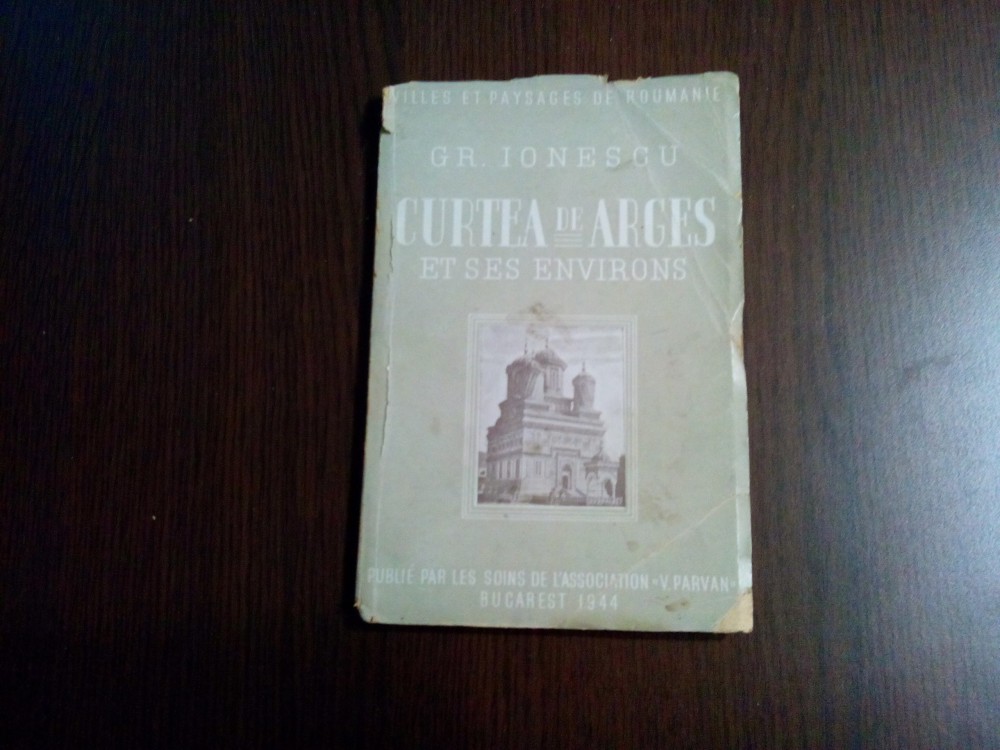 VILLES ET PAYSAGES DE ROUMANIE
GR. IONESCU
CURTEA DE ARGES
ET SES ENVIRONS
PUBLIÉ PAR LES SOINS DE L'ASSOCIATION «V. PARVAN»
BUCAREST 1944